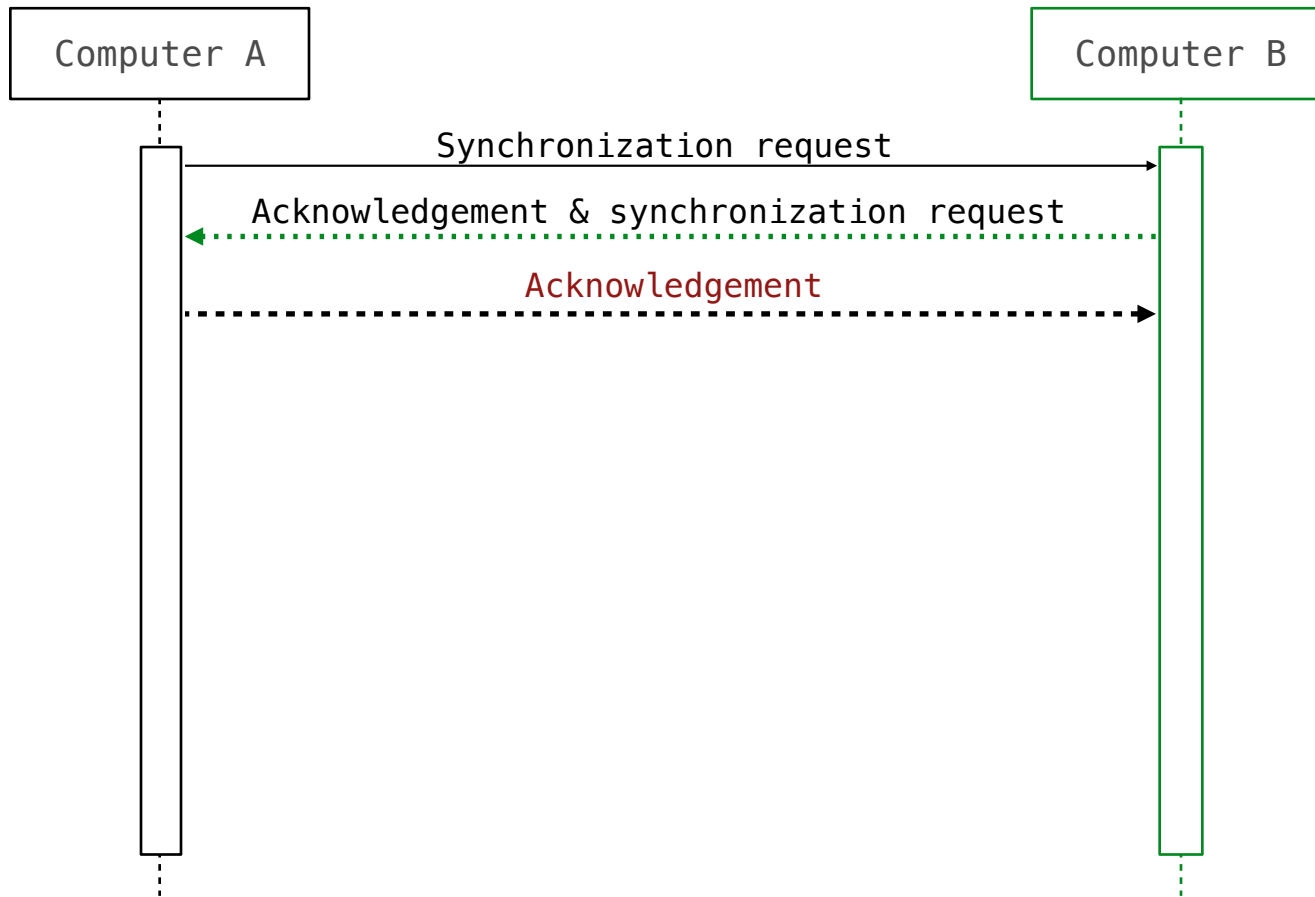 Computer A
Computer B
Synchronization request
Acknowledgement & synchronization request
Acknowledgement